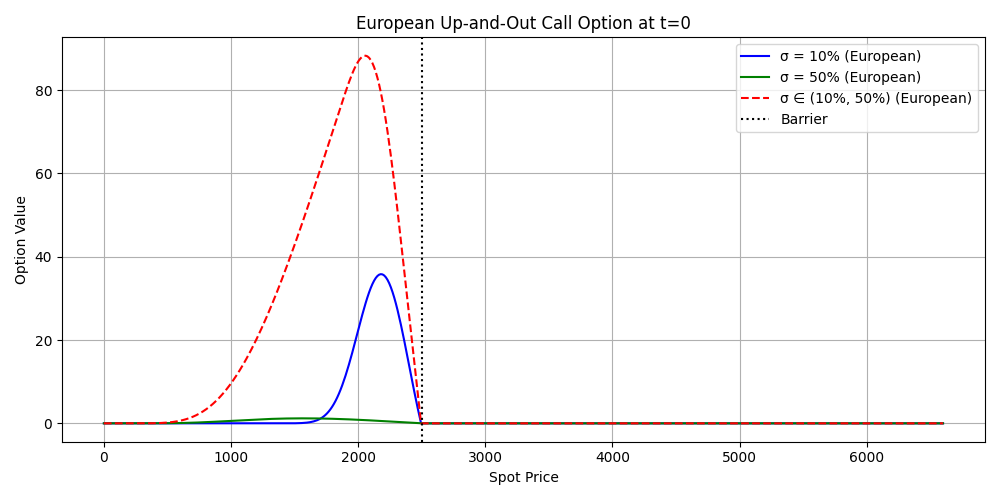 European Up-and-Out Call Option at t=0
Option Value
80
60
40
20
0
σ = 10% (European)
σ = 50% (European)
σ ∈ (10%, 50%) (European)
Barrier
0 1000 2000 3000 4000 5000 6000
Spot Price